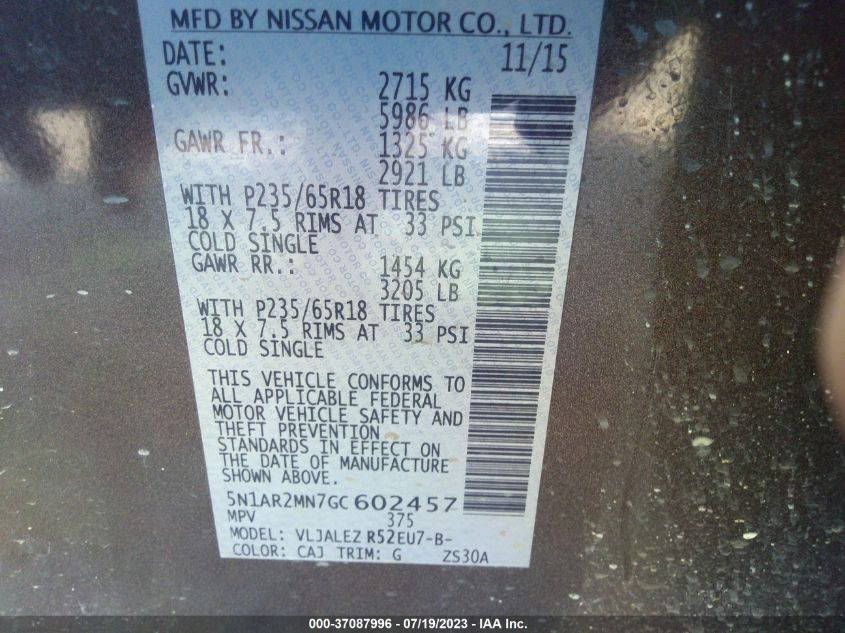 MFD BY NISSAN MOTOR CO., LTD.
DATE: 11/15
GVWR: 2715 KG
5986 LB
GAWR FR.: 1325 KG
2921 LB
WITH P235/65R18 TIRES
18 X 7.5 RIMS AT 33 PSI
COLD SINGLE
GAWR RR.: 1454 KG
3205 LB
WITH P235/65R18 TIRES
18 X 7.5 RIMS AT 33 PSI
COLD SINGLE
THIS VEHICLE CONFORMS TO
ALL APPLICABLE FEDERAL
MOTOR VEHICLE SAFETY AND
THEFT PREVENTION
STANDARDS IN EFFECT ON
THE DATE OF MANUFACTURE
SHOWN ABOVE.
5N1AR2MN7GC602457
MPV 375
MODEL: VLJALEZ R52EU7-B-
COLOR: CAJ TRIM: G ZS30A
000-37087996 - 07/19/2023 - IAA Inc.